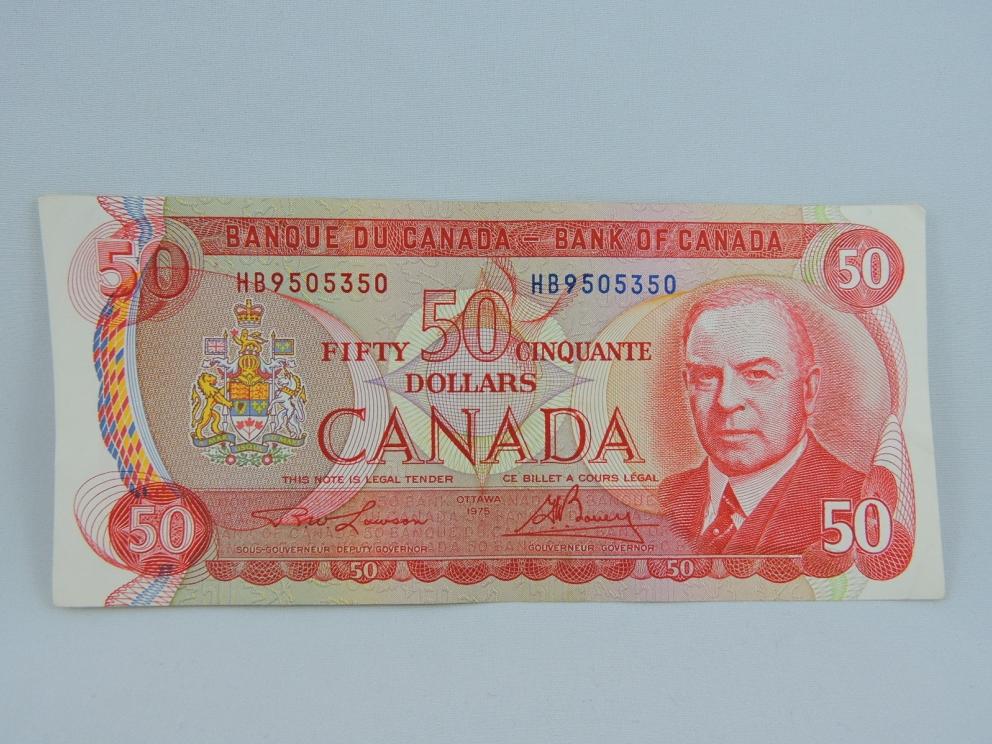 BANQUE DU CANADA – BANK OF CANADA
50 50
HB9505350 HB9505350
50
FIFTY CINQUANTE
DOLLARS
CANADA
THIS NOTE IS LEGAL TENDER CE BILLET A COURS LÉGAL
OTTAWA
1975
50 50
SOUS-GOUVERNEUR DEPUTY GOVERNOR GOUVERNEUR GOVERNOR
50 50